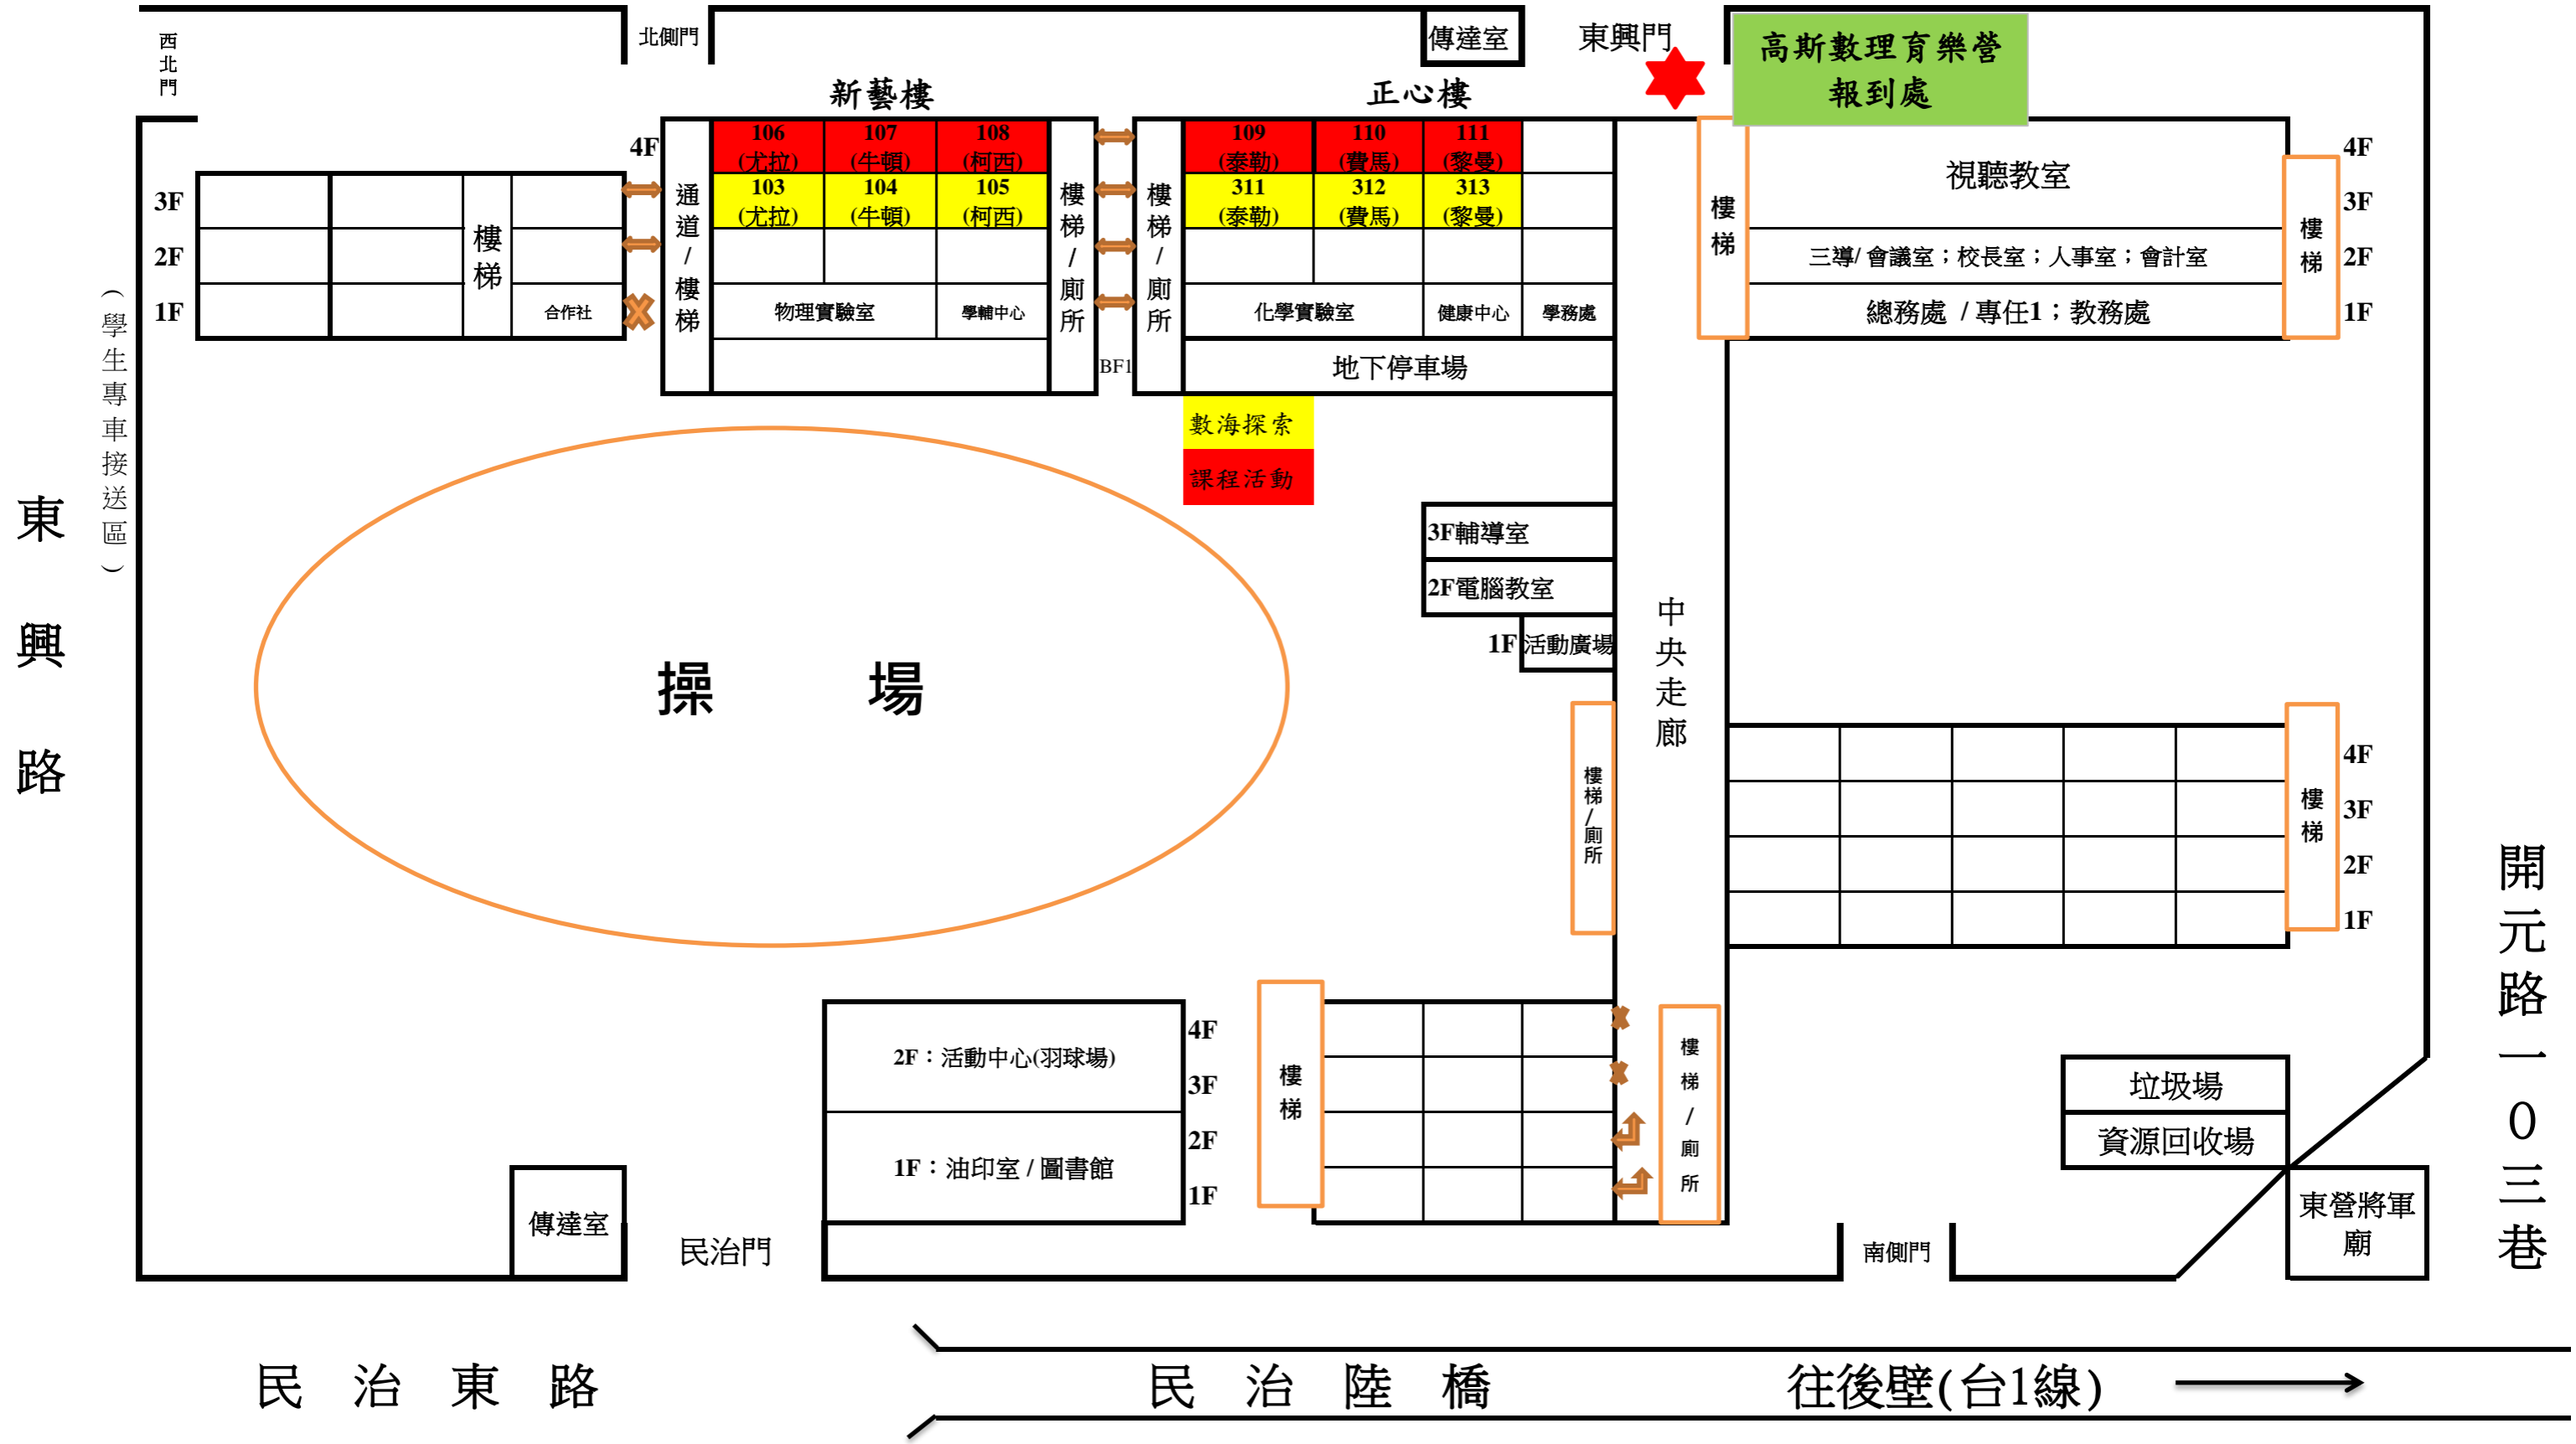 西北門
北側門
傳達室
東興門
高斯數理育樂營
報到處
新藝樓
正心樓
4F
106
(尤拉)
107
(牛頓)
108
(柯西)
109
(泰勒)
110
(費馬)
111
(黎曼)
4F
3F
103
(尤拉)
104
(牛頓)
105
(柯西)
311
(泰勒)
312
(費馬)
313
(黎曼)
視聽教室
3F
樓梯
通道/樓梯
樓梯/廁所
樓梯/廁所
樓梯
樓梯
2F
三導/ 會議室；校長室；人事室；會計室
2F
1F
合作社
物理實驗室
學輔中心
化學實驗室
健康中心
學務處
總務處 / 專任1；教務處
1F
BF1
地下停車場
數海探索
課程活動
(學生專車接送區)
東興路
操場
3F輔導室
2F電腦教室
1F
活動廣場
中央走廊
樓梯/廁所
4F
3F
2F
1F
樓梯
開元路一0三巷
2F：活動中心(羽球場)
1F：油印室 / 圖書館
4F
3F
2F
1F
樓梯
樓梯/廁所
垃圾場
資源回收場
東營將軍
廟
傳達室
民治門
南側門
民治東路
民治陸橋
往後壁(台1線)